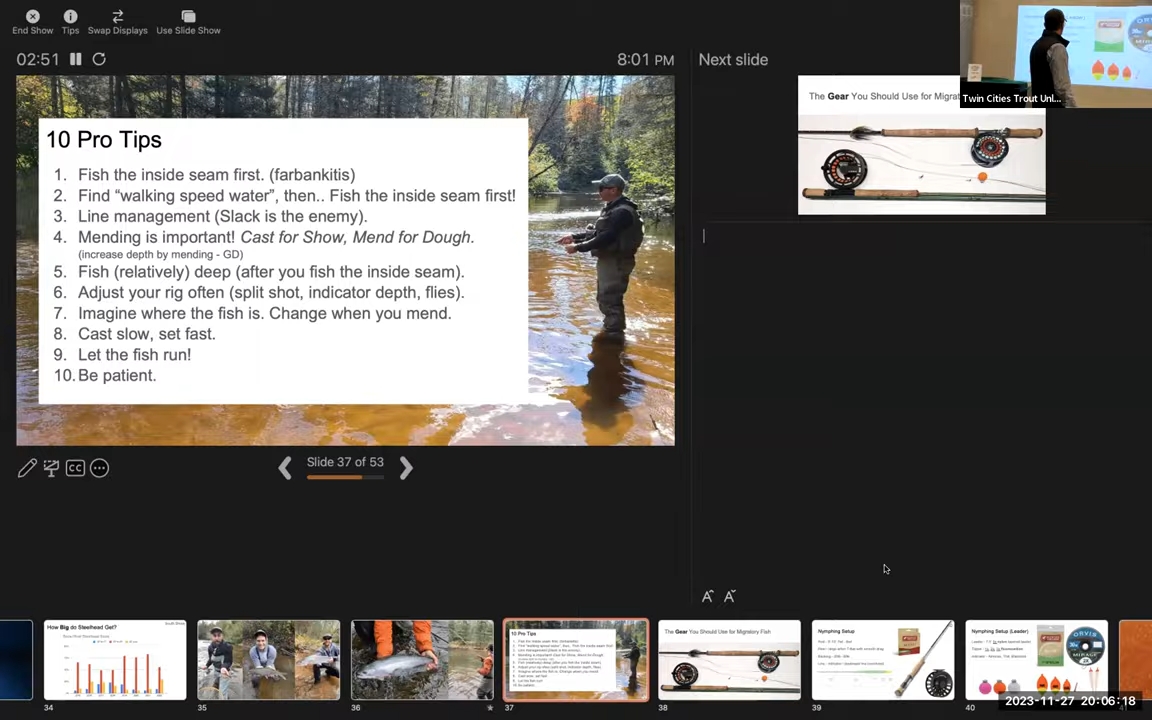 End Show
Tips
Swap Displays
Use Slide Show
02:51
8:01 PM
Next slide
10 Pro Tips
1. Fish the inside seam first. (farbankitis)
2. Find “walking speed water”, then.. Fish the inside seam first!
3. Line management (Slack is the enemy).
4. Mending is important! Cast for Show, Mend for Dough.
(increase depth by mending - GD)
5. Fish (relatively) deep (after you fish the inside seam).
6. Adjust your rig often (split shot, indicator depth, flies).
7. Imagine where the fish is. Change when you mend.
8. Cast slow, set fast.
9. Let the fish run!
10. Be patient.
The Gear You Should Use for Migrat
Twin Cities Trout Unl...
CC
Slide 37 of 53
A A
How Big do Steelhead Get?
10 Pro Tips
The Gear You Should Use for Migratory Fish
Nymphing Setup
Nymphing Setup (Leader)
ORVIS
MIRAGE
34
35
36
37
38
39
40
2023-11-27 20:06:18